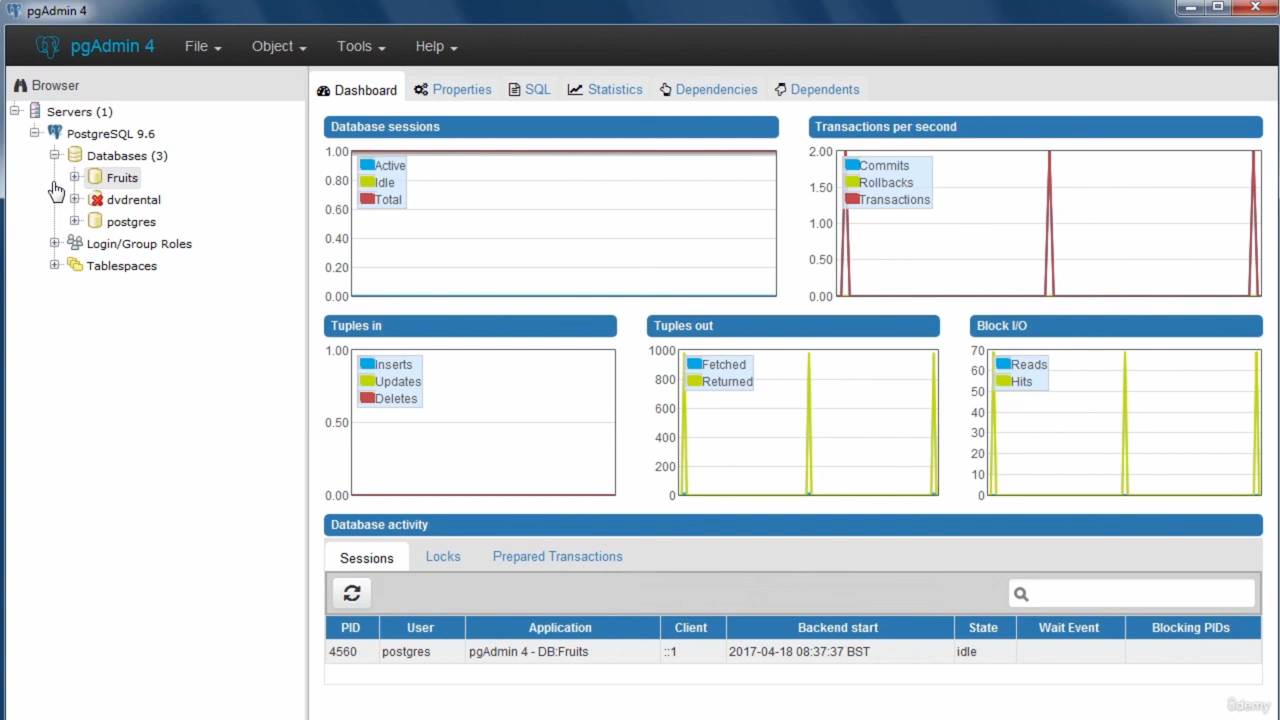 pgAdmin 4
pgAdmin 4 File Object Tools Help
Browser
Servers (1)
PostgreSQL 9.6
Databases (3)
Fruits
dvdrental
postgres
Login/Group Roles
Tablespaces
Dashboard Properties SQL Statistics Dependencies Dependents
Database sessions
1.00
0.80
0.60
0.40
0.20
0.00
Active
Idle
Total
Transactions per second
2.00
1.50
1.00
0.50
0.00
Commits
Rollbacks
Transactions
Tuples in
1.00
0.50
0.00
Inserts
Updates
Deletes
Tuples out
1000
800
600
400
200
0
Fetched
Returned
Block I/O
70
60
50
40
30
20
10
0
Reads
Hits
Database activity
Sessions Locks Prepared Transactions
PID User Application Client Backend start State Wait Event Blocking PIDs
4560 postgres pgAdmin 4 - DB:Fruits ::1 2017-04-18 08:37:37 BST idle
ûdemy